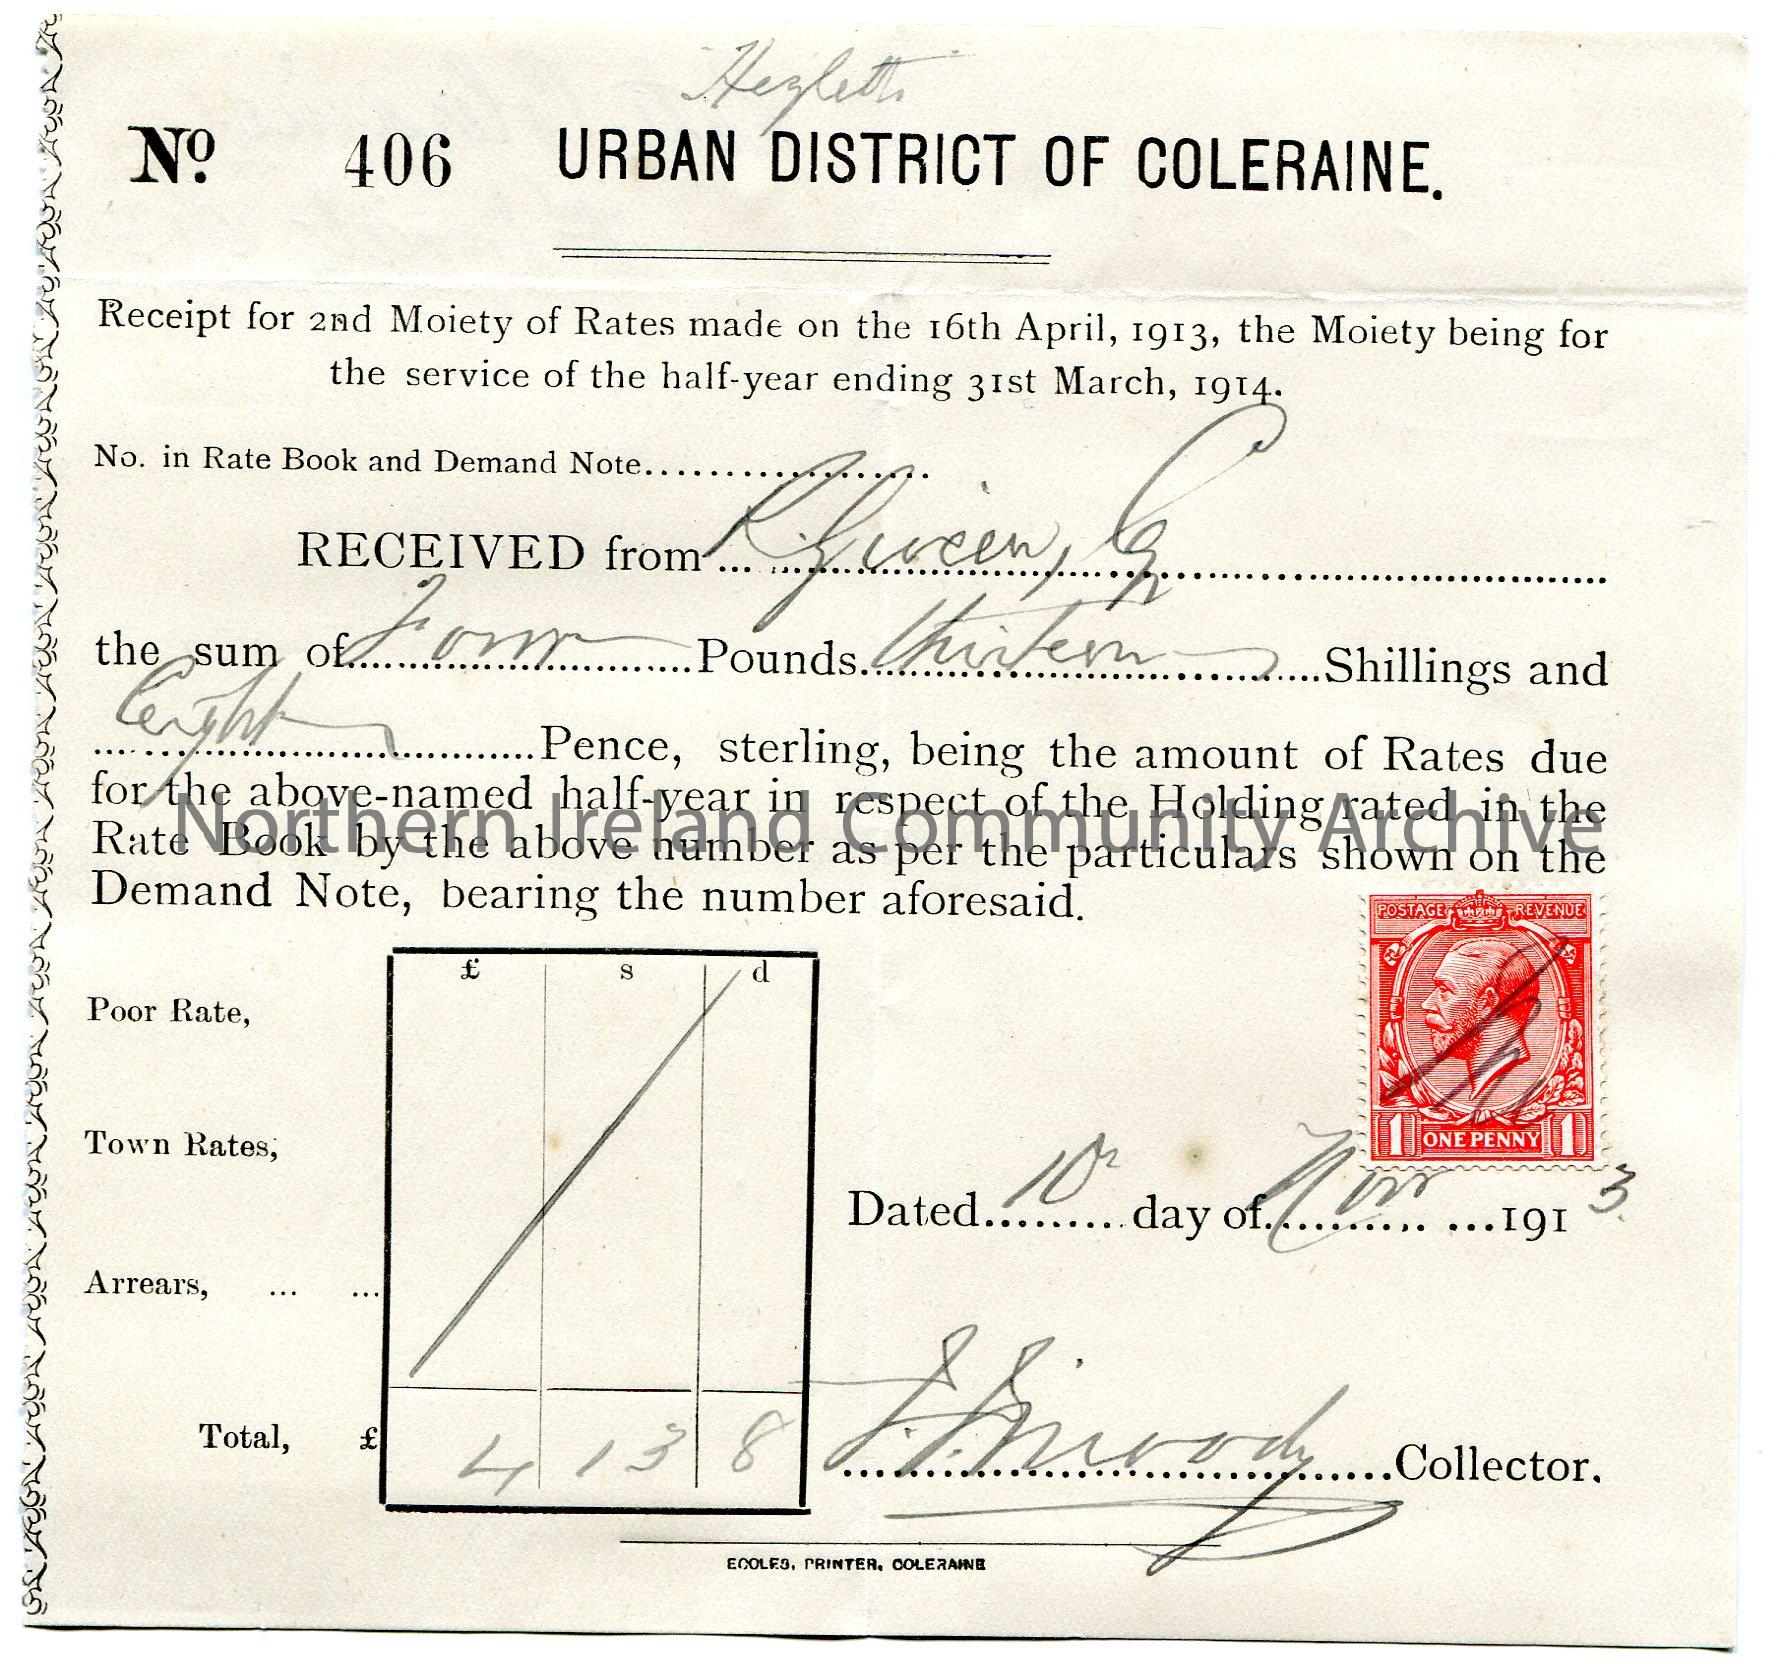 Hezlett
No. 406 URBAN DISTRICT OF COLERAINE.
Receipt for 2nd Moiety of Rates made on the 16th April, 1913, the Moiety being for
the service of the half-year ending 31st March, 1914.
No. in Rate Book and Demand Note....................
RECEIVED from R. Given, Esq
the sum of Four Pounds thirteen Shillings and
Eight
Pence, sterling, being the amount of Rates due
for the above-named half-year in respect of the Holding rated in the
Northern Ireland Community Archive
Rate Book by the above number as per the particulars shown on the
Demand Note, bearing the number aforesaid.
POSTAGE REVENUE
£ s d
Poor Rate,
Town Rates,
1 ONE PENNY 1
Dated 10 day of Nov 1913.
Arrears, ... ...
Total, £ 4 13 8
Moody Collector.
ECCLES, PRINTER, COLERAINE